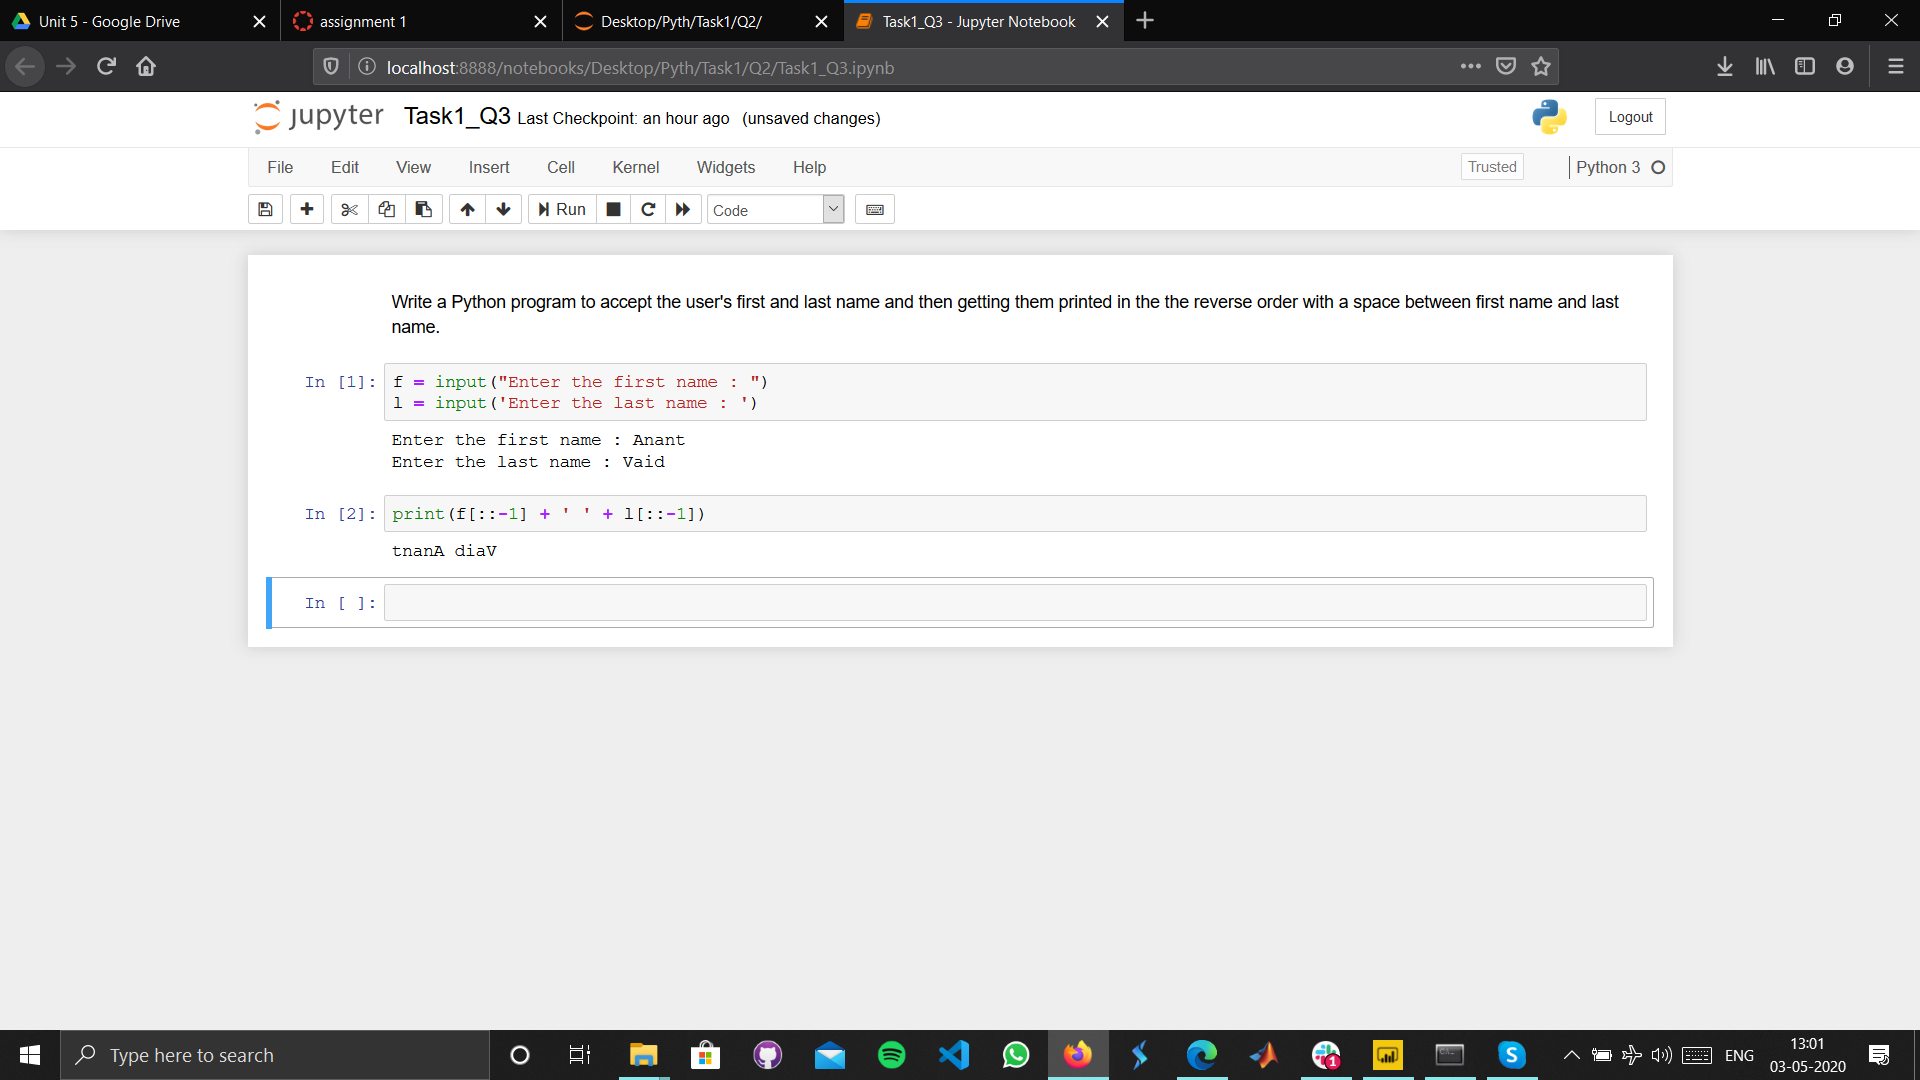 Unit 5 - Google Drive
assignment 1
Desktop/Pyth/Task1/Q2/
Task1_Q3 - Jupyter Notebook
localhost:8888/notebooks/Desktop/Pyth/Task1/Q2/Task1_Q3.ipynb
jupyter Task1_Q3 Last Checkpoint: an hour ago (unsaved changes)
Logout
File Edit View Insert Cell Kernel Widgets Help
Trusted
Python 3
Run
Code
Write a Python program to accept the user's first and last name and then getting them printed in the the reverse order with a space between first name and last
name.
In [1]: f = input("Enter the first name : ")
l = input('Enter the last name : ')
Enter the first name : Anant
Enter the last name : Vaid
In [2]: print(f[::-1] + ' ' + l[::-1])
tnanA diaV
In [ ]:
Type here to search
1
S
ENG
13:01
03-05-2020